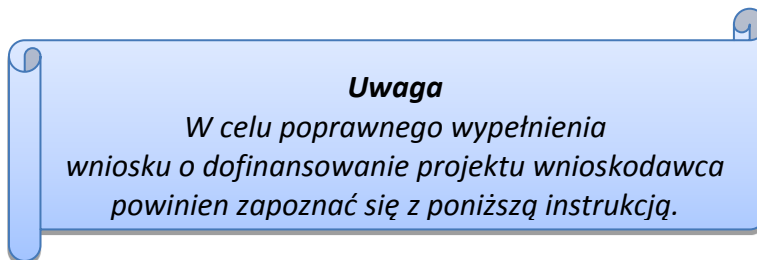 Uwaga
W celu poprawnego wypełnienia
wniosku o dofinansowanie projektu wnioskodawca
powinien zapoznać się z poniższą instrukcją.